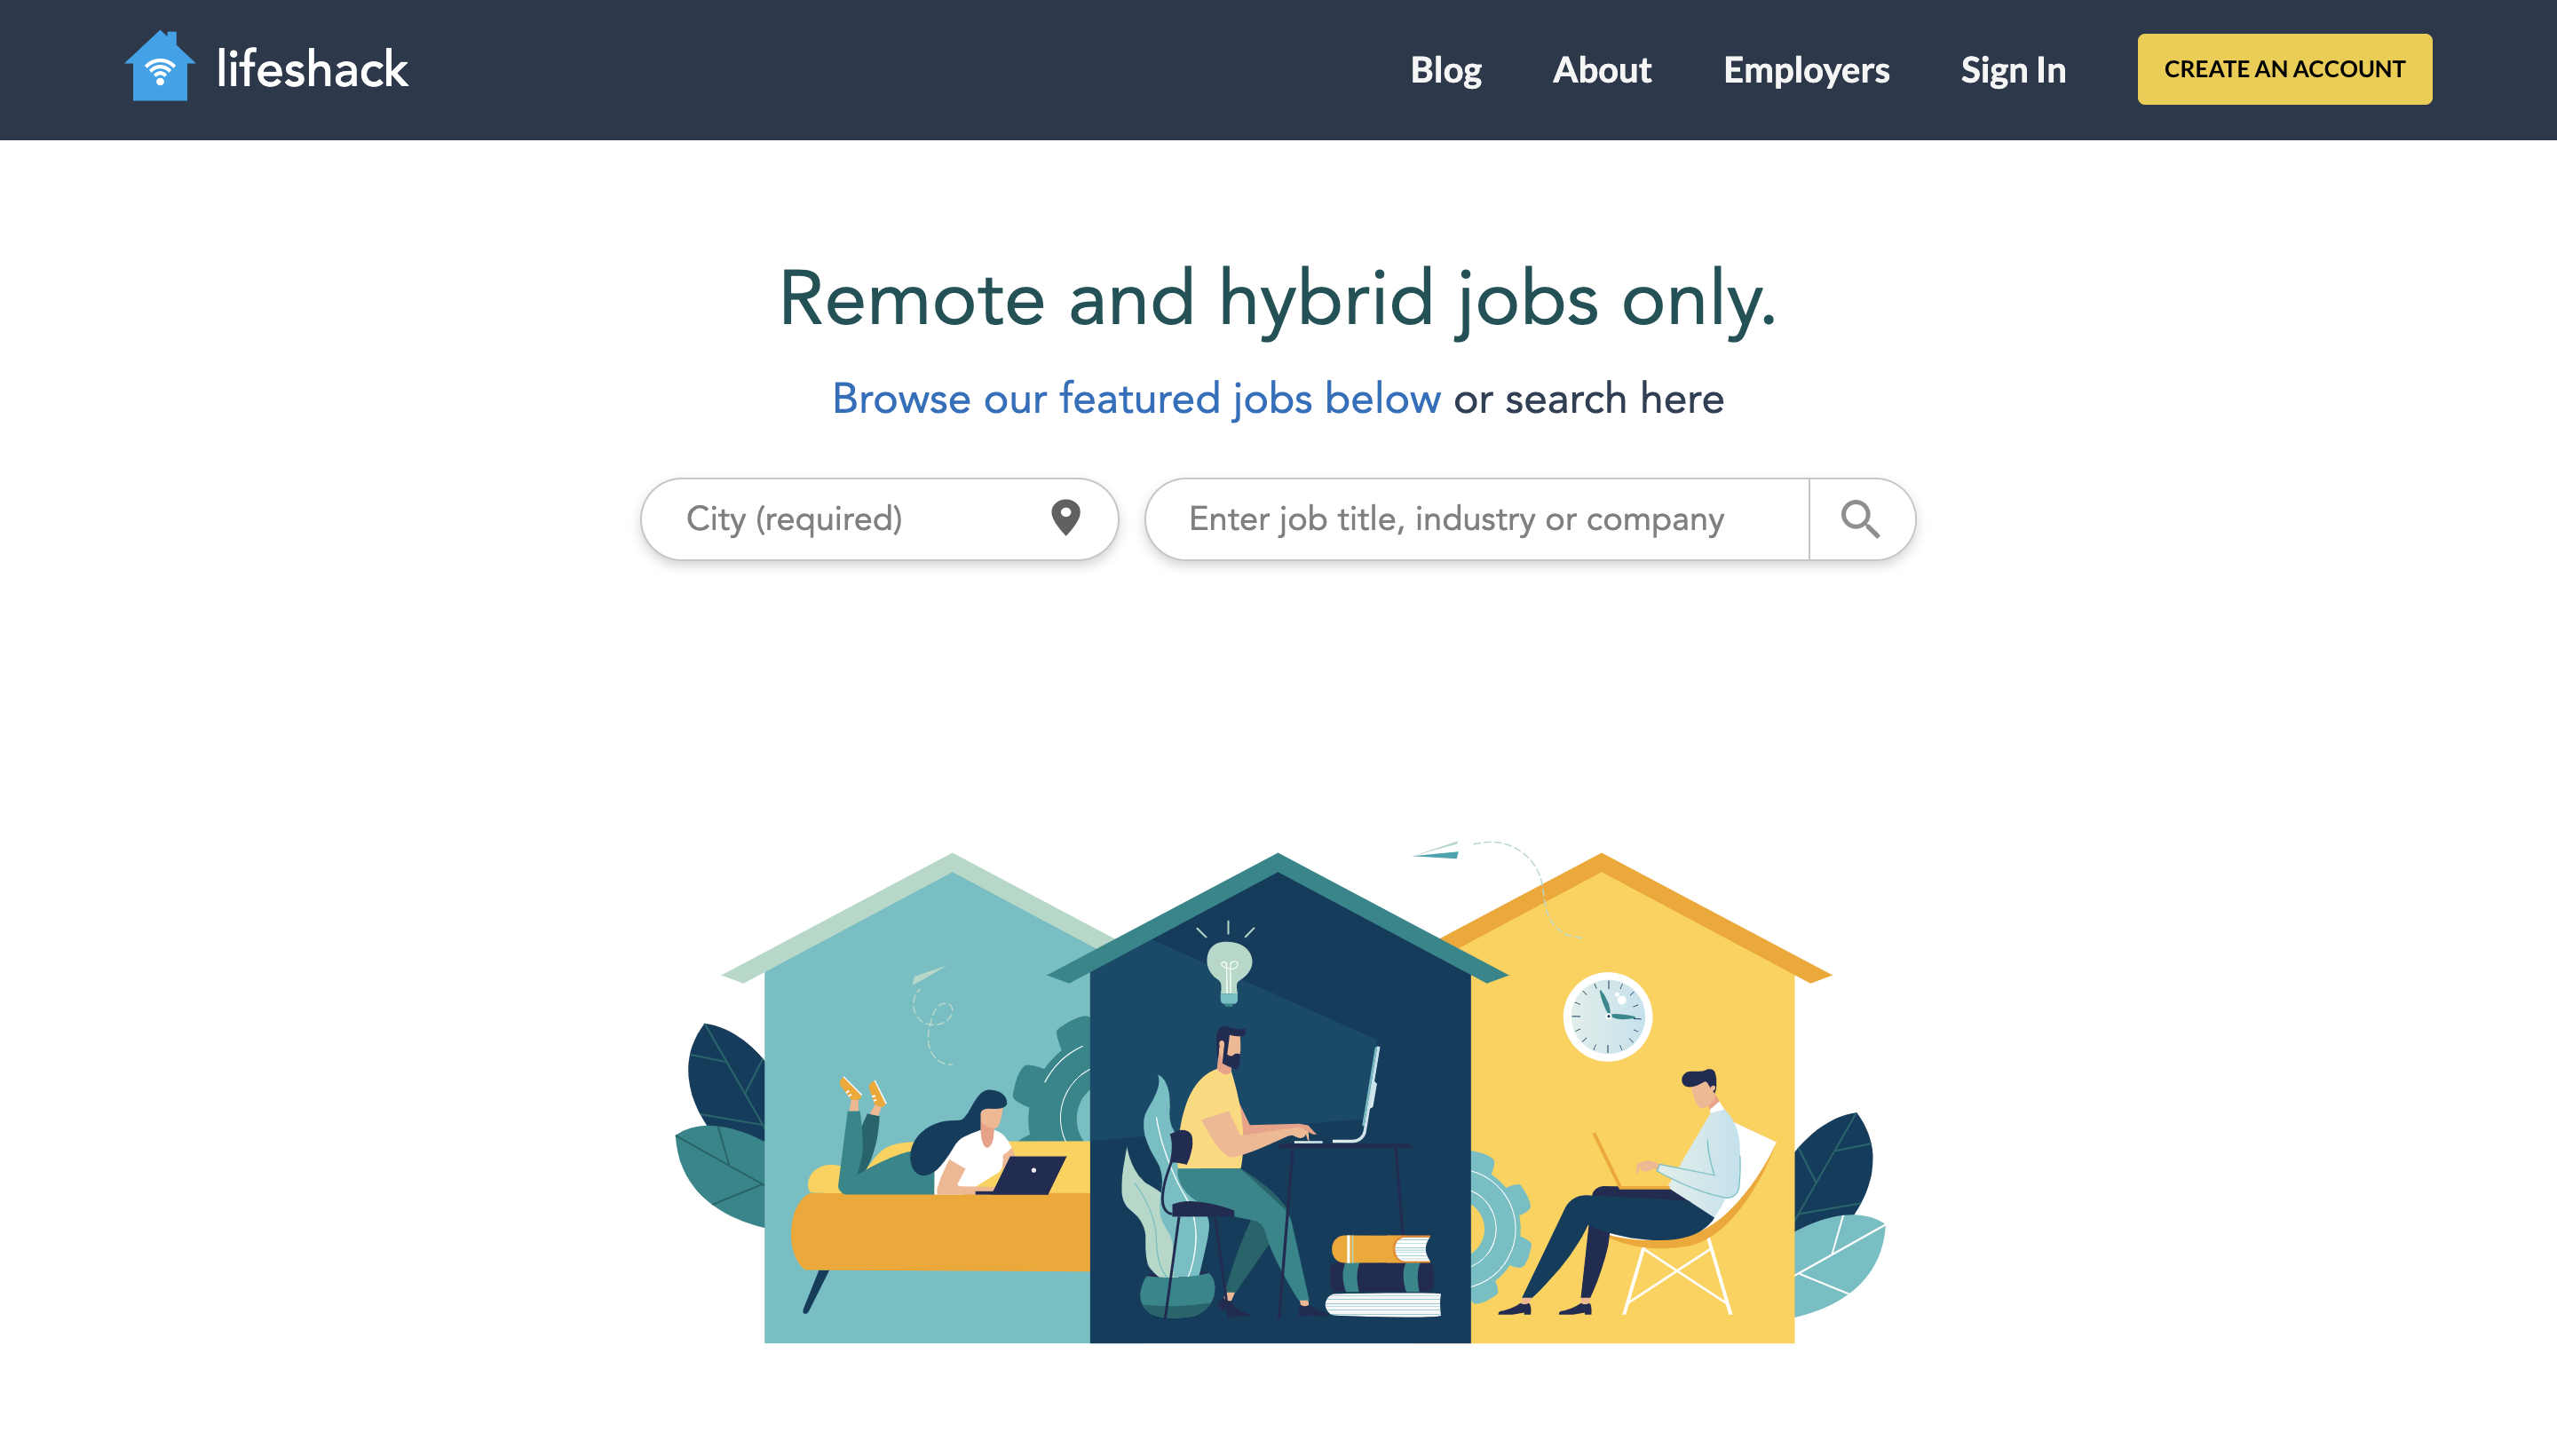 lifeshack
Blog About Employers Sign In CREATE AN ACCOUNT
Remote and hybrid jobs only.
Browse our featured jobs below or search here
City (required) Enter job title, industry or company